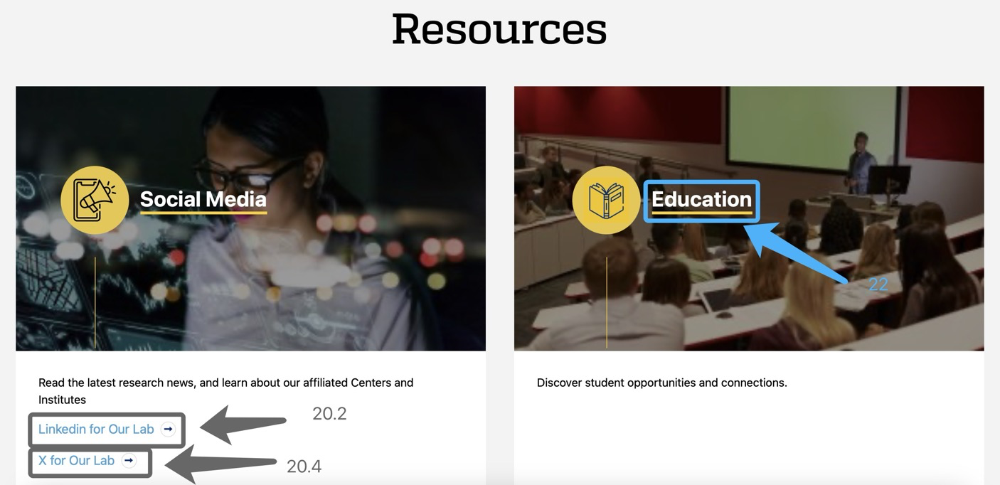 Resources
Social Media
Read the latest research news, and learn about our affiliated Centers and
Institutes
Linkedin for Our Lab
20.2
X for Our Lab
20.4
Education
22
Discover student opportunities and connections.